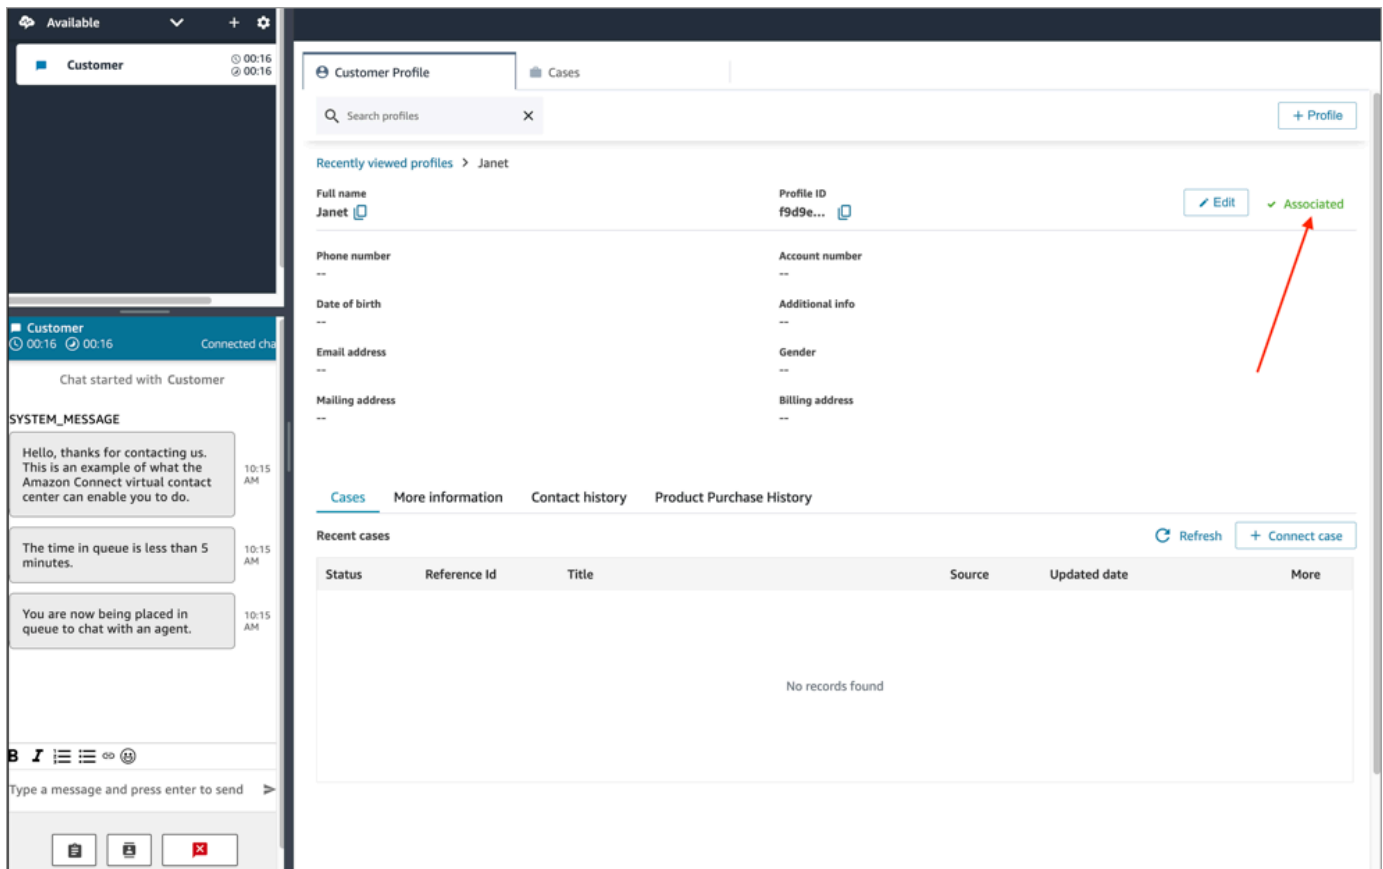 Available
Customer
00:16
00:16
Customer Profile
Cases
Search profiles
+ Profile
Recently viewed profiles > Janet
Full name
Janet
Profile ID
f9d9e...
Edit
Associated
Phone number
--
Account number
--
Date of birth
--
Additional info
--
Email address
--
Gender
--
Mailing address
--
Billing address
--
Cases
More information
Contact history
Product Purchase History
Recent cases
Refresh
+ Connect case
Status
Reference Id
Title
Source
Updated date
More
No records found
Customer
00:16 00:16
Connected cha
Chat started with Customer
SYSTEM_MESSAGE
Hello, thanks for contacting us.
This is an example of what the
Amazon Connect virtual contact
center can enable you to do.
10:15
AM
The time in queue is less than 5
minutes.
10:15
AM
You are now being placed in
queue to chat with an agent.
10:15
AM
B I
Type a message and press enter to send